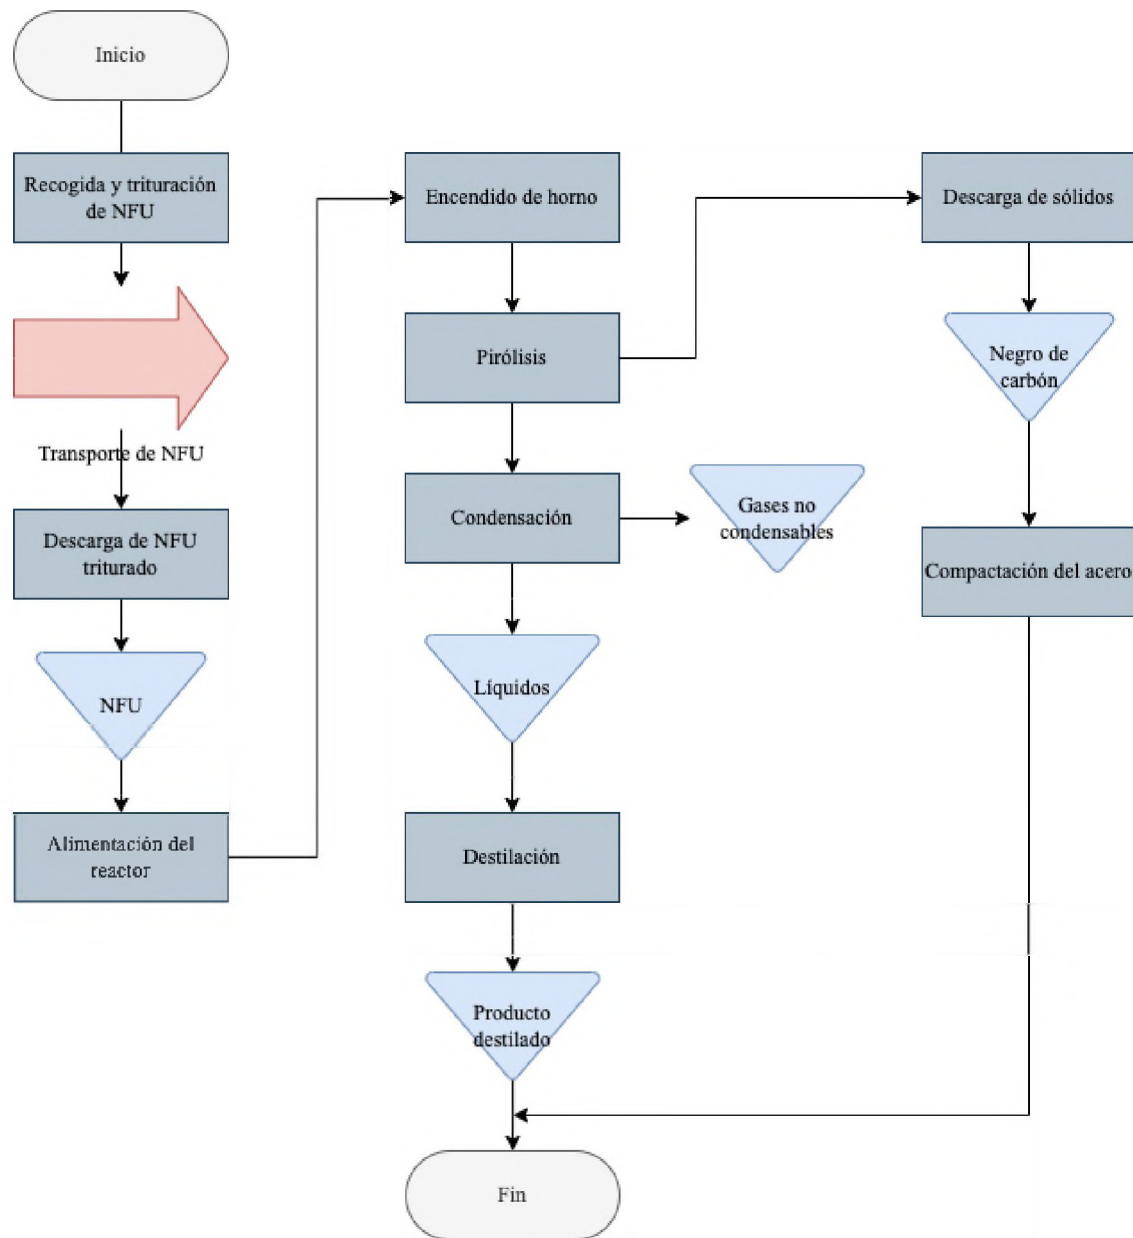 Inicio
Recogida y trituración
de NFU
Transporte de NFU
Descarga de NFU
triturado
NFU
Alimentación del
reactor
Encendido de horno
Pirólisis
Condensación
Gases no
condensables
Líquidos
Destilación
Producto
destilado
Fin
Descarga de sólidos
Negro de
carbón
Compactación del acero